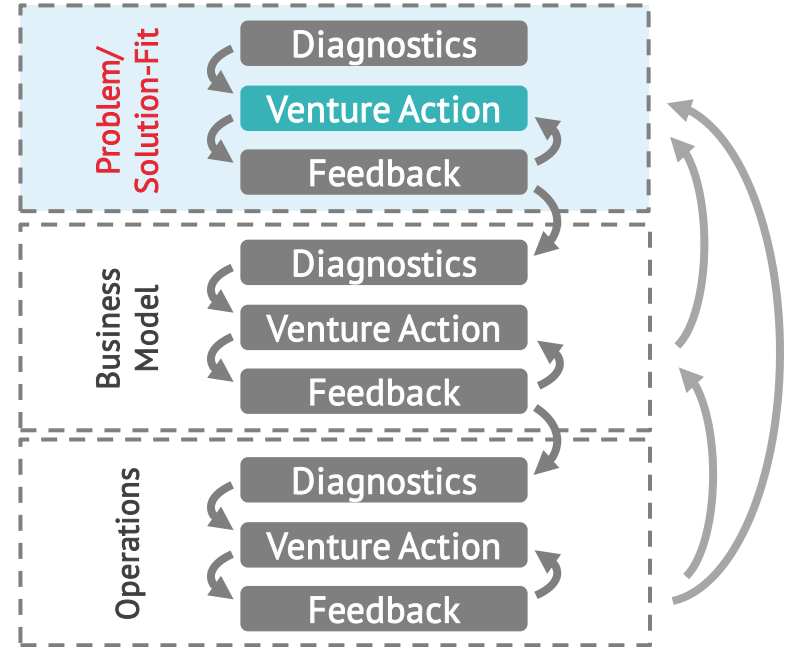 Problem/
Solution-Fit
Diagnostics
Venture Action
Feedback
Business
Model
Diagnostics
Venture Action
Feedback
Operations
Diagnostics
Venture Action
Feedback